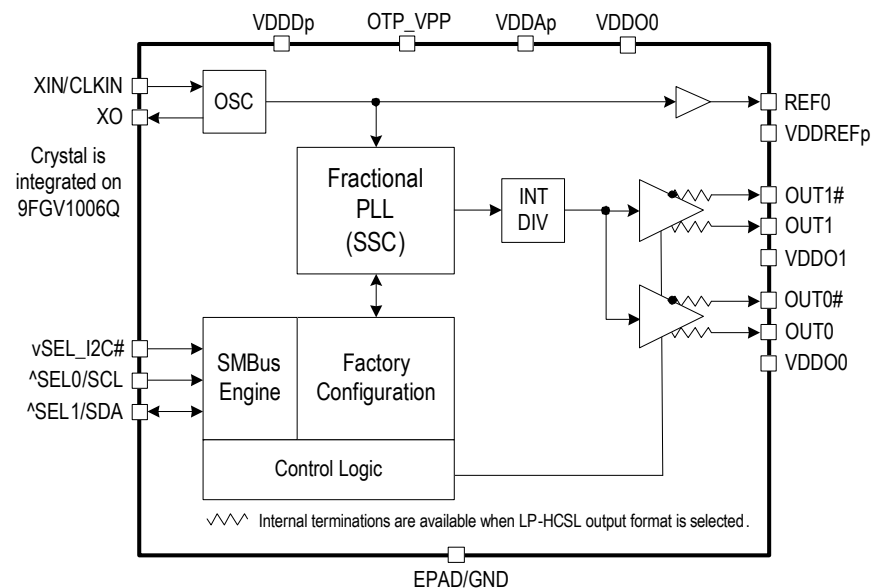 VDDDp
OTP_VPP
VDDAp
VDDO0
XIN/CLKIN
XO
OSC
REF0
VDDREFp
Crystal is
integrated on
9FGV1006Q
Fractional
PLL
(SSC)
INT
DIV
OUT1#
OUT1
VDDO1
OUT0#
OUT0
VDDO0
vSEL_I2C#
^SEL0/SCL
^SEL1/SDA
SMBus
Engine
Factory
Configuration
Control Logic
Internal terminations are available when LP-HCSL output format is selected.
EPAD/GND